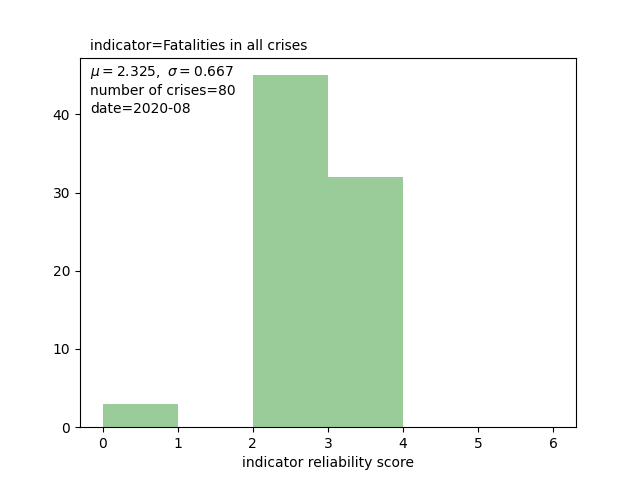 indicator=Fatalities in all crises
μ = 2.325, σ = 0.667
number of crises=80
date=2020-08
40
30
20
10
0
0 1 2 3 4 5 6
indicator reliability score